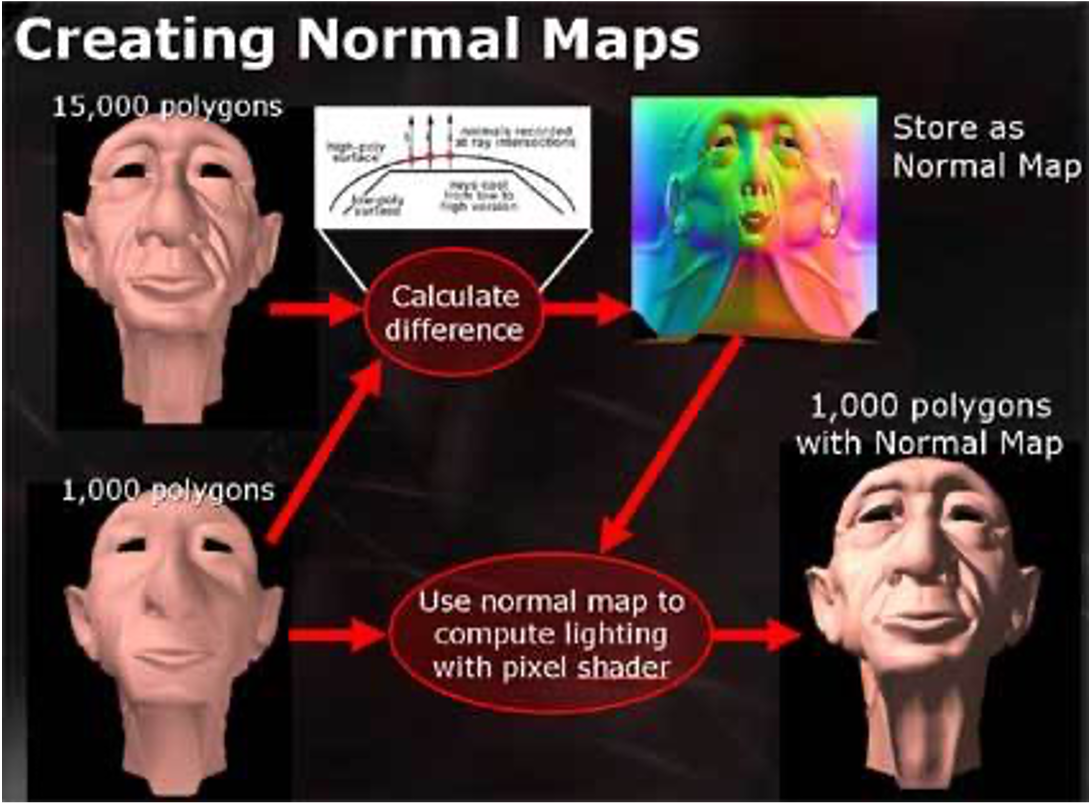 Creating Normal Maps
15,000 polygons
high-poly
surface
normals recorded
at ray intersections
low-poly
surface
rays cast
from low to
high version
Store as
Normal Map
Calculate
difference
1,000 polygons
with Normal Map
1,000 polygons
Use normal map to
compute lighting
with pixel shader